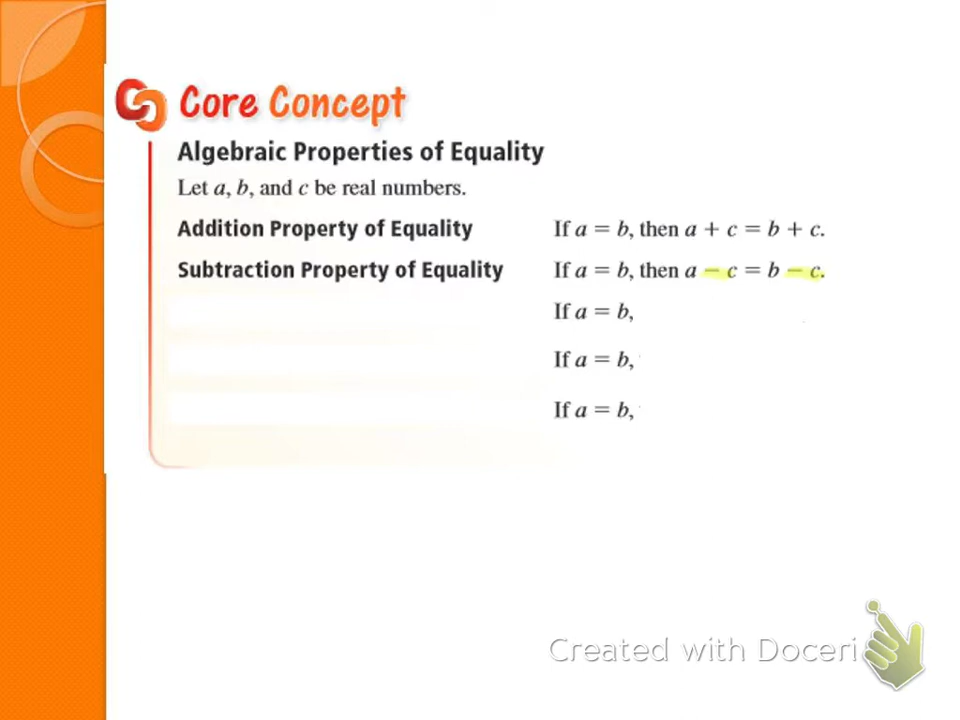 Core Concept
Algebraic Properties of Equality
Let a, b, and c be real numbers.
Addition Property of Equality If a = b, then a + c = b + c.
Subtraction Property of Equality If a = b, then a − c = b − c.
If a = b,
If a = b,
If a = b,
Created with Doceri